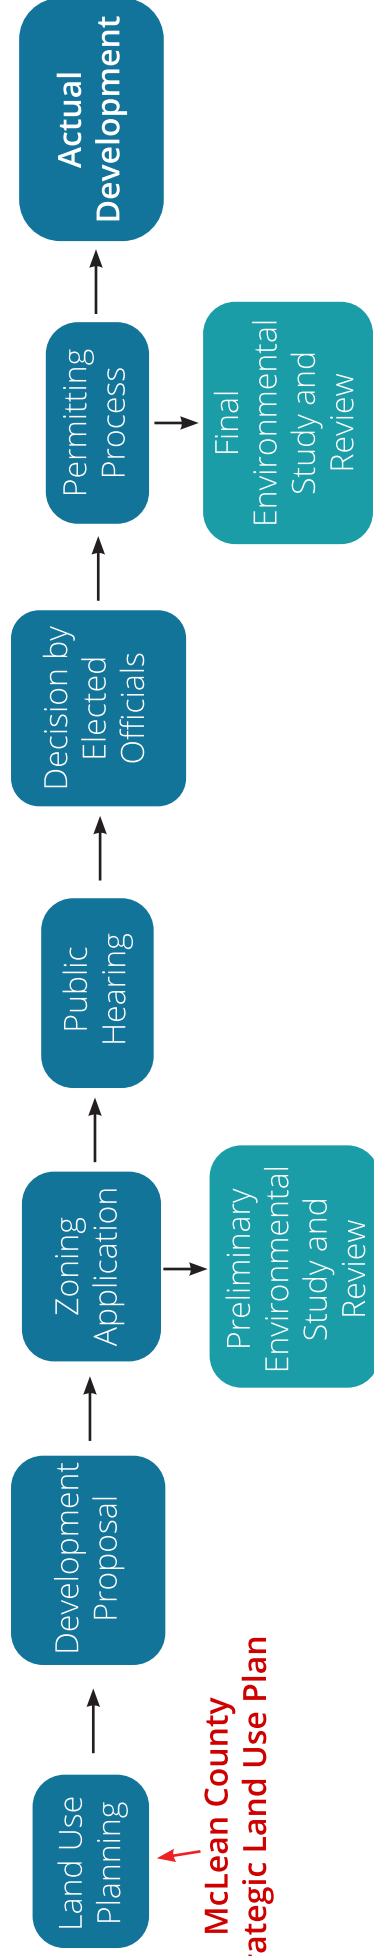 Land Use
Planning
McLean County
Land Use Plan
Development
Proposal
Zoning
Application
Preliminary
Environmental
Study and
Review
Public
Hearing
Decision by
Elected
Officials
Permitting
Process
Final
Environmental
Study and
Review
Actual
Development